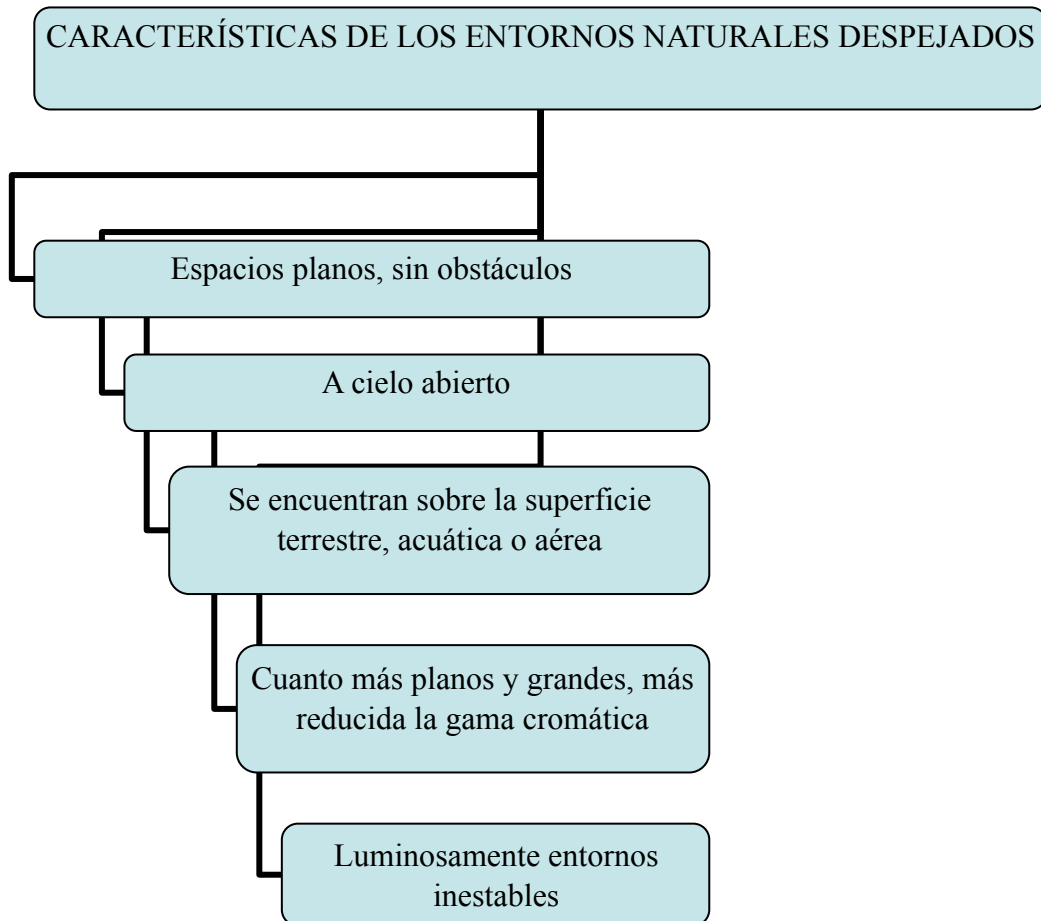 CARACTERÍSTICAS DE LOS ENTORNOS NATURALES DESPEJADOS
Espacios planos, sin obstáculos
A cielo abierto
Se encuentran sobre la superficie
terrestre, acuática o aérea
Cuanto más planos y grandes, más
reducida la gama cromática
Luminosamente entornos
inestables